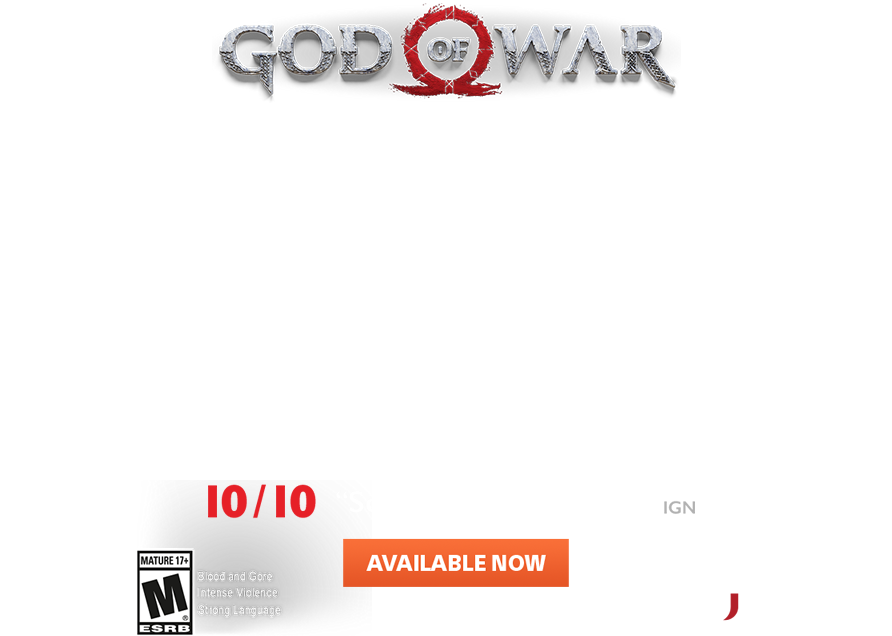 GOD OF WAR
10/10
IGN
AVAILABLE NOW
MATURE 17+
M
®
ESRB
Blood and Gore
Intense Violence
Strong Language